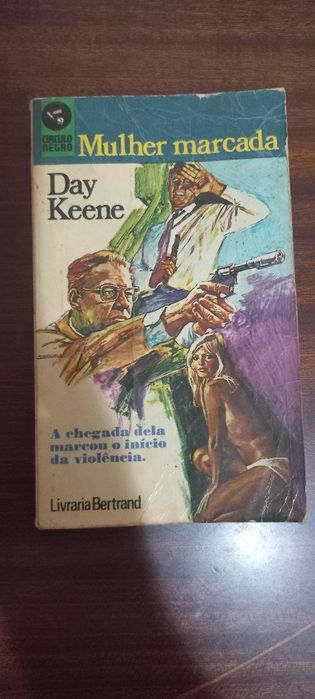 CÍRCULO
NEGRO
Mulher marcada
Day
Keene
A chegada dela
marcou o início
da violência.
Livraria Bertrand